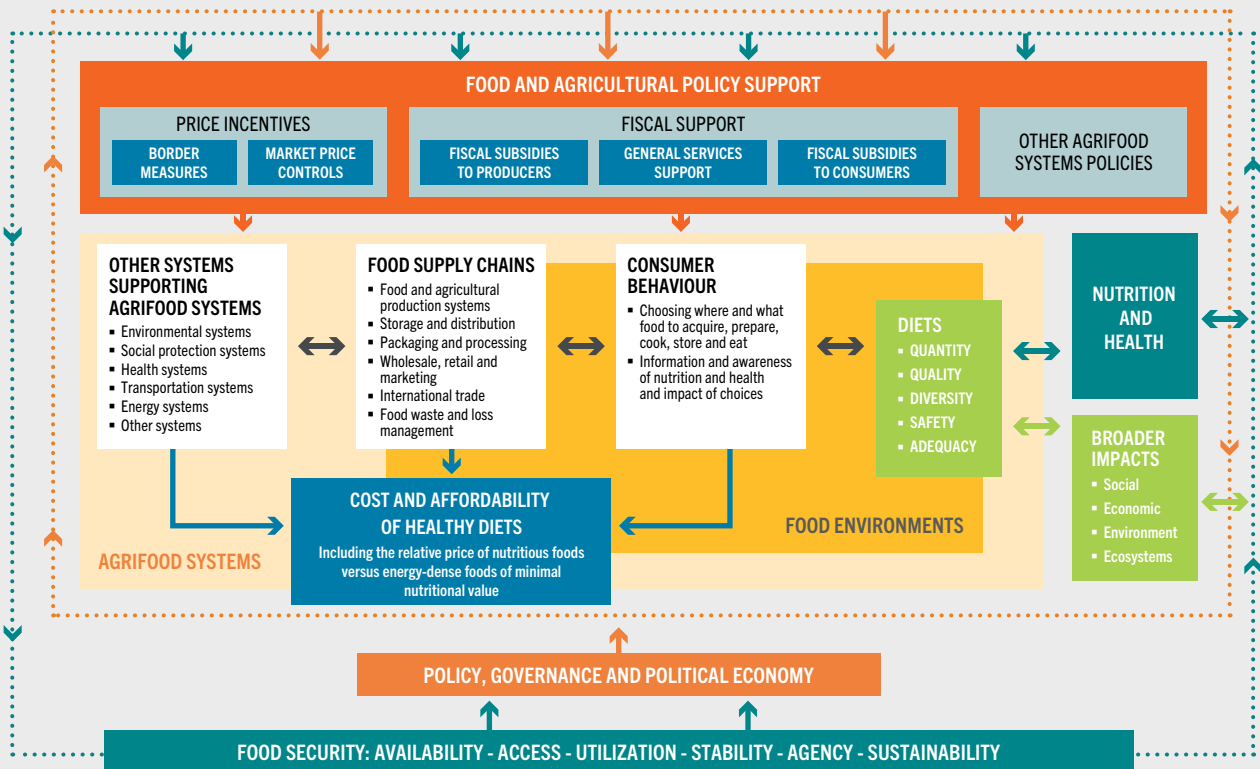 FOOD AND AGRICULTURAL POLICY SUPPORT
PRICE INCENTIVES
BORDER
MEASURES
MARKET PRICE
CONTROLS
FISCAL SUPPORT
FISCAL SUBSIDIES
TO PRODUCERS
GENERAL SERVICES
SUPPORT
FISCAL SUBSIDIES
TO CONSUMERS
OTHER AGRIFOOD
SYSTEMS POLICIES
OTHER SYSTEMS
SUPPORTING
AGRIFOOD SYSTEMS
▪ Environmental systems
▪ Social protection systems
▪ Health systems
▪ Transportation systems
▪ Energy systems
▪ Other systems
FOOD SUPPLY CHAINS
▪ Food and agricultural
production systems
▪ Storage and distribution
▪ Packaging and processing
▪ Wholesale, retail and
marketing
▪ International trade
▪ Food waste and loss
management
CONSUMER
BEHAVIOUR
▪ Choosing where and what
food to acquire, prepare,
cook, store and eat
▪ Information and awareness
of nutrition and health
and impact of choices
DIETS
▪ QUANTITY
▪ QUALITY
▪ DIVERSITY
▪ SAFETY
▪ ADEQUACY
NUTRITION
AND
HEALTH
BROADER
IMPACTS
▪ Social
▪ Economic
▪ Environment
▪ Ecosystems
COST AND AFFORDABILITY
OF HEALTHY DIETS
Including the relative price of nutritious foods
versus energy-dense foods of minimal
nutritional value
FOOD ENVIRONMENTS
AGRIFOOD SYSTEMS
POLICY, GOVERNANCE AND POLITICAL ECONOMY
FOOD SECURITY: AVAILABILITY - ACCESS - UTILIZATION - STABILITY - AGENCY - SUSTAINABILITY